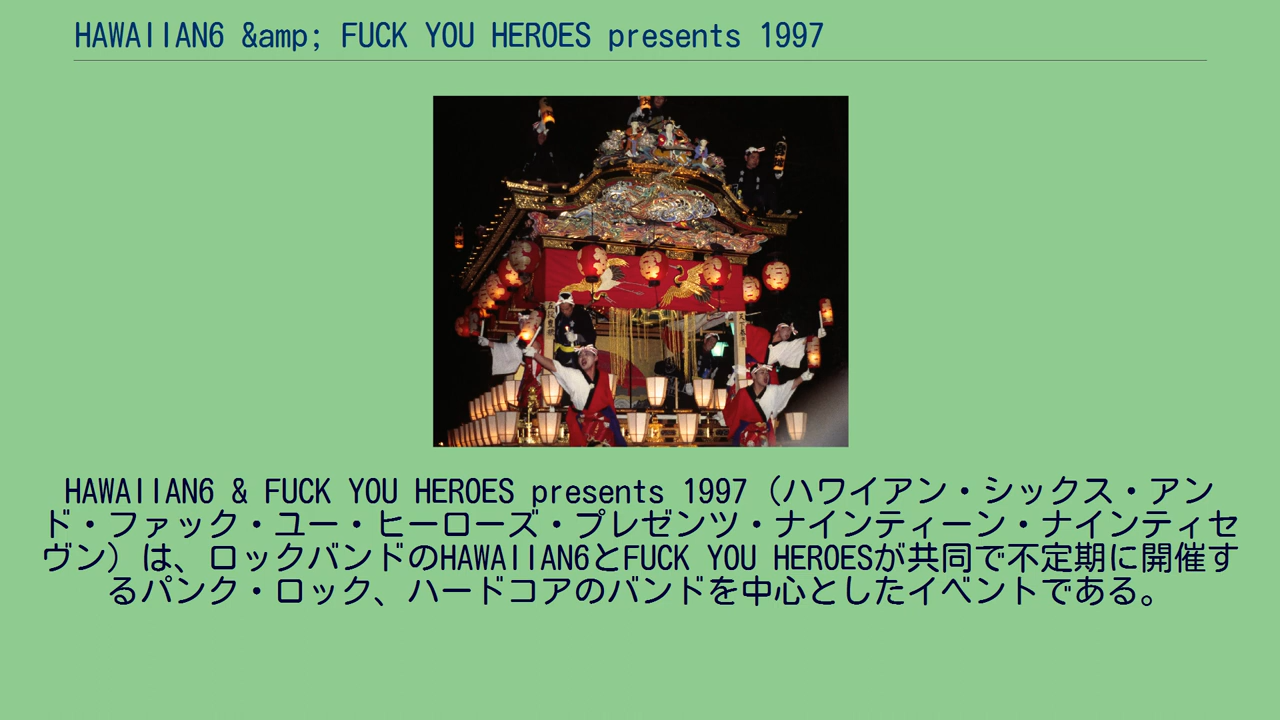 HAWAIIAN6 &amp; FUCK YOU HEROES presents 1997
HAWAIIAN6 & FUCK YOU HEROES presents 1997（ハワイアン・シックス・アン
ド・ファック・ユー・ヒーローズ・プレゼンツ・ナインティーン・ナインティセ
ヴン）は、ロックバンドのHAWAIIAN6とFUCK YOU HEROESが共同で不定期に開催す
るパンク・ロック、ハードコアのバンドを中心としたイベントである。